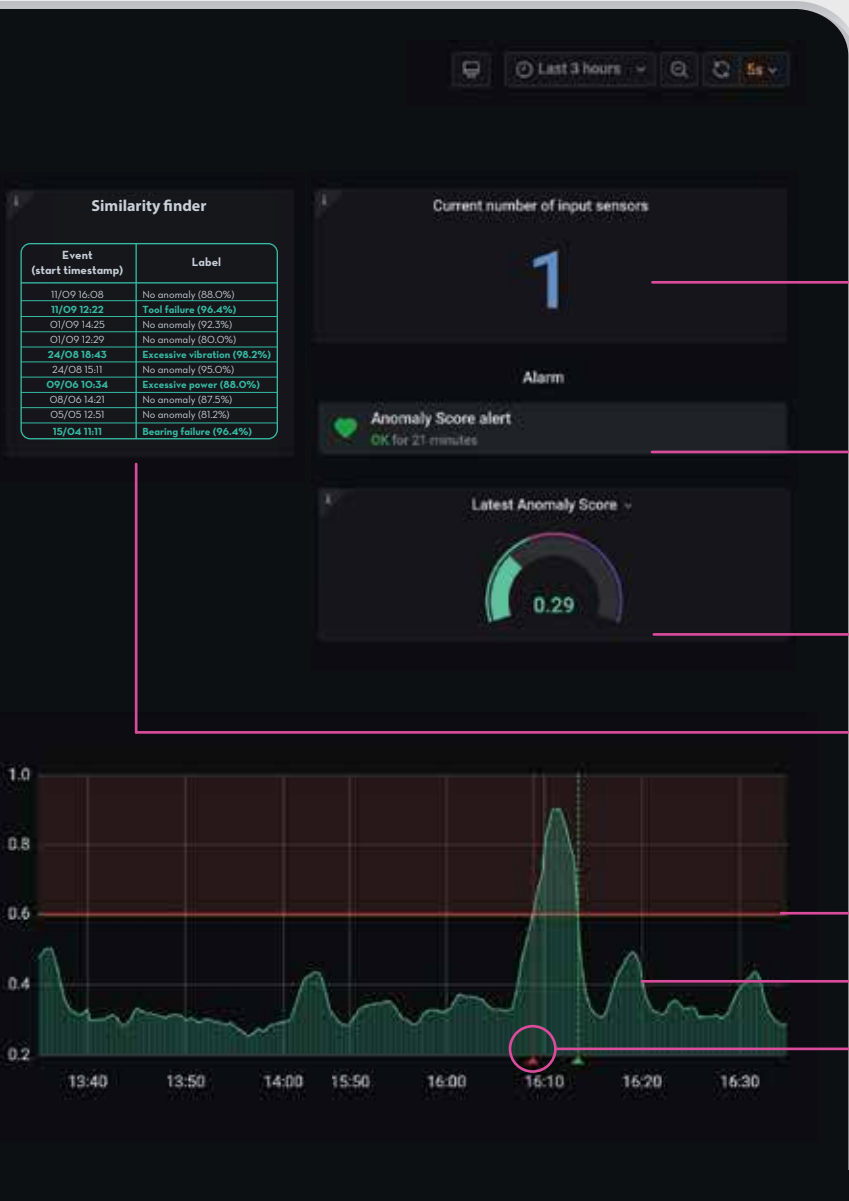 Last 3 hours
5s
Similarity finder
Event
(start timestamp)
Label
11/09 16:08 No anomaly (88.0%)
11/09 12:22 Tool failure (96.4%)
01/09 14:25 No anomaly (92.3%)
01/09 12:29 No anomaly (80.0%)
24/08 18:43 Excessive vibration (98.2%)
24/08 15:11 No anomaly (95.0%)
09/06 10:34 Excessive power (88.0%)
08/06 14:21 No anomaly (87.5%)
05/05 12:51 No anomaly (81.2%)
15/04 11:11 Bearing failure (96.4%)
Current number of input sensors
1
Alarm
Anomaly Score alert
OK for 21 minutes
Latest Anomaly Score
0.29
1.0
0.8
0.6
0.4
0.2
13:40 13:50 14:00 15:50 16:00 16:10 16:20 16:30